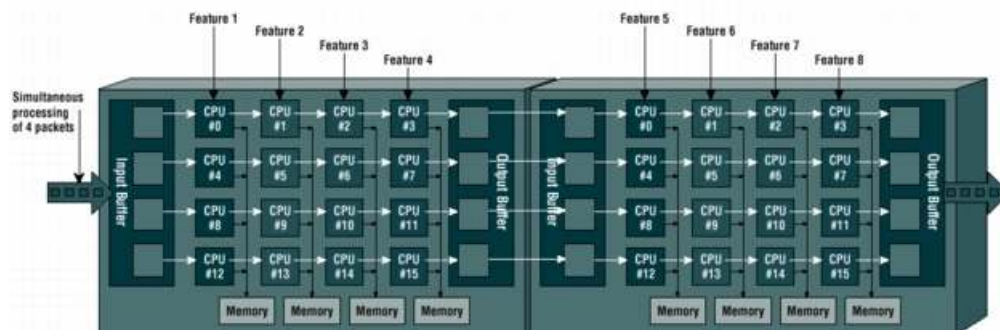 Feature 1
Feature 2
Feature 3
Feature 4
Feature 5
Feature 6
Feature 7
Feature 8
Simultaneous
processing
of 4 packets
Input Buffer
CPU #0
CPU #1
CPU #2
CPU #3
CPU #4
CPU #5
CPU #6
CPU #7
CPU #8
CPU #9
CPU #10
CPU #11
CPU #12
CPU #13
CPU #14
CPU #15
Output Buffer
Memory
Memory
Memory
Memory
Input Buffer
CPU #0
CPU #1
CPU #2
CPU #3
CPU #4
CPU #5
CPU #6
CPU #7
CPU #8
CPU #9
CPU #10
CPU #11
CPU #12
CPU #13
CPU #14
CPU #15
Output Buffer
Memory
Memory
Memory
Memory